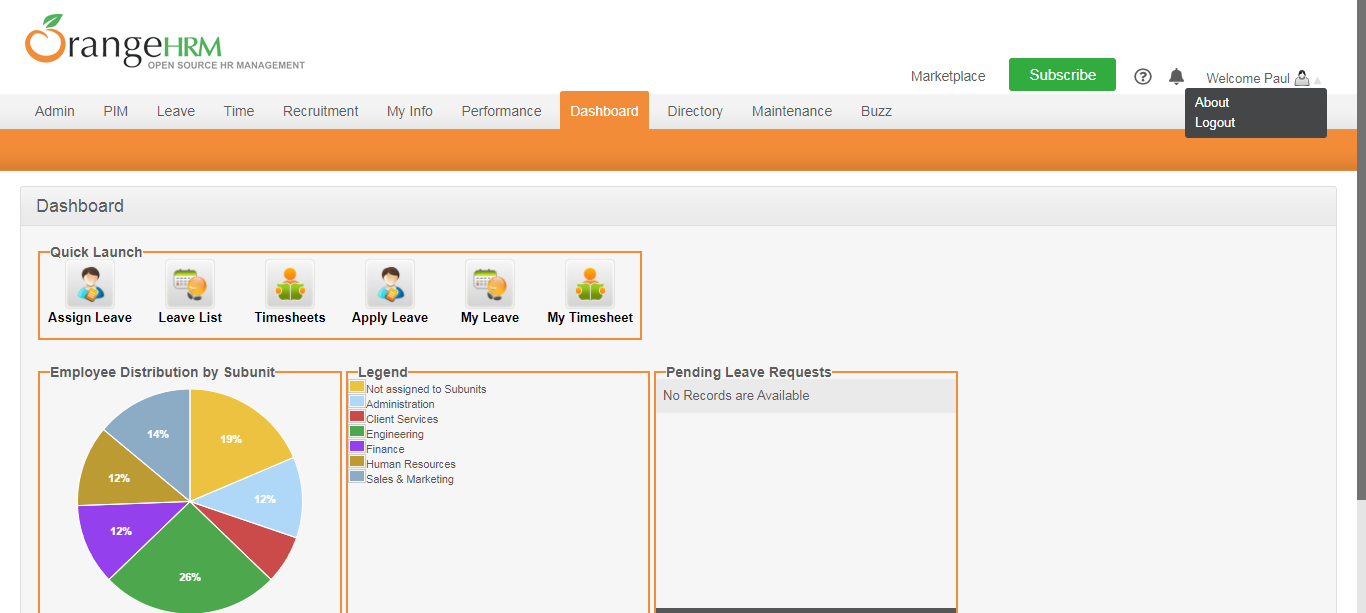 OrangeHRM
OPEN SOURCE HR MANAGEMENT
Marketplace
Subscribe
Welcome Paul
About
Logout
Admin
PIM
Leave
Time
Recruitment
My Info
Performance
Dashboard
Directory
Maintenance
Buzz
Dashboard
Quick Launch
Assign Leave
Leave List
Timesheets
Apply Leave
My Leave
My Timesheet
Employee Distribution by Subunit
19%
12%
26%
12%
12%
14%
Legend
Not assigned to Subunits
Administration
Client Services
Engineering
Finance
Human Resources
Sales & Marketing
Pending Leave Requests
No Records are Available